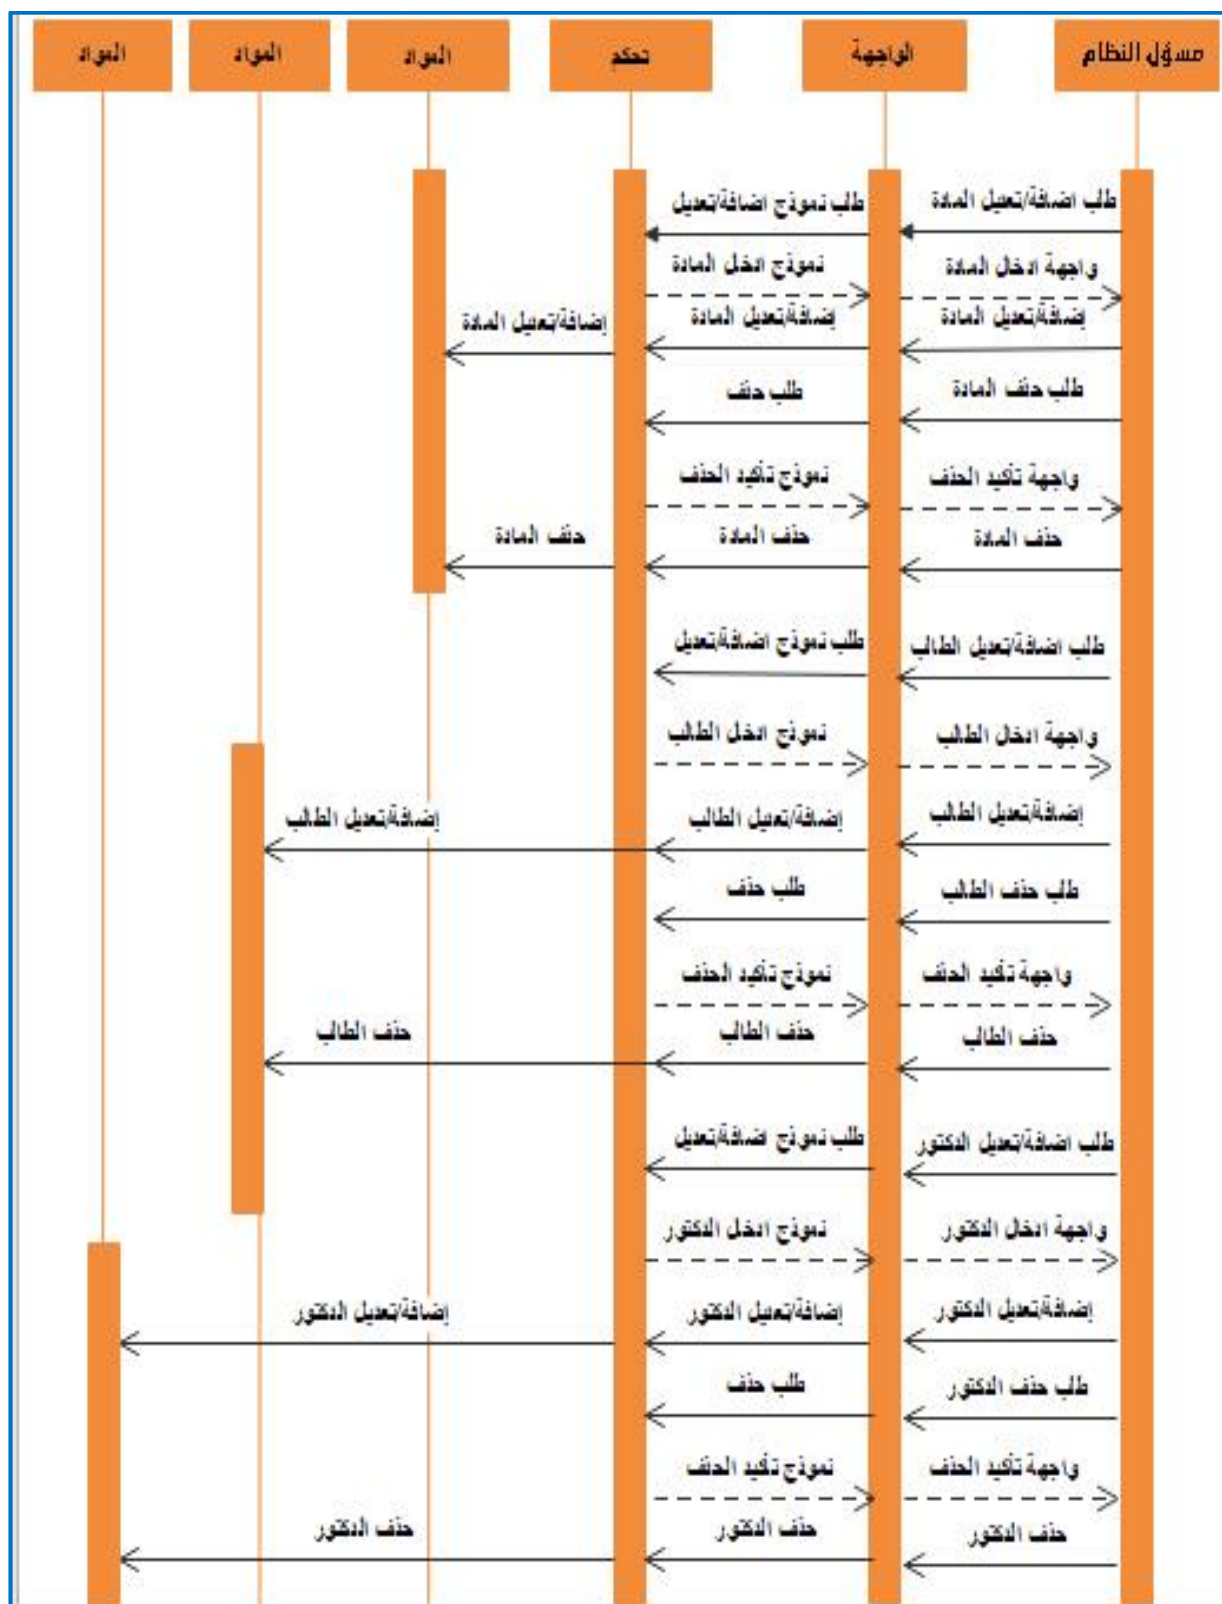 مسؤل النظام
الواجهة
تحكم
المواد
المواد
المواد
طلب اضافة/تعديل المادة
طلب نموذج اضافة/تعديل
واجهة ادخال المادة
نموذج ادخل المادة
إضافة/تعديل المادة
إضافة/تعديل المادة
إضافة/تعديل المادة
طلب حذف المادة
طلب حذف
واجهة تأكيد الحذف
نموذج تأكيد الحذف
حذف المادة
حذف المادة
حذف المادة
طلب اضافة/تعديل الطالب
طلب نموذج اضافة/تعديل
واجهة ادخال الطالب
نموذج ادخل الطالب
إضافة/تعديل الطالب
إضافة/تعديل الطالب
إضافة/تعديل الطالب
طلب حذف الطالب
طلب حذف
واجهة تأكيد الحذف
نموذج تأكيد الحذف
حذف الطالب
حذف الطالب
حذف الطالب
طلب اضافة/تعديل الدكتور
طلب نموذج اضافة/تعديل
واجهة ادخال الدكتور
نموذج ادخل الدكتور
إضافة/تعديل الدكتور
إضافة/تعديل الدكتور
إضافة/تعديل الدكتور
طلب حذف الدكتور
طلب حذف
واجهة تأكيد الحذف
نموذج تأكيد الحذف
حذف الدكتور
حذف الدكتور
حذف الدكتور